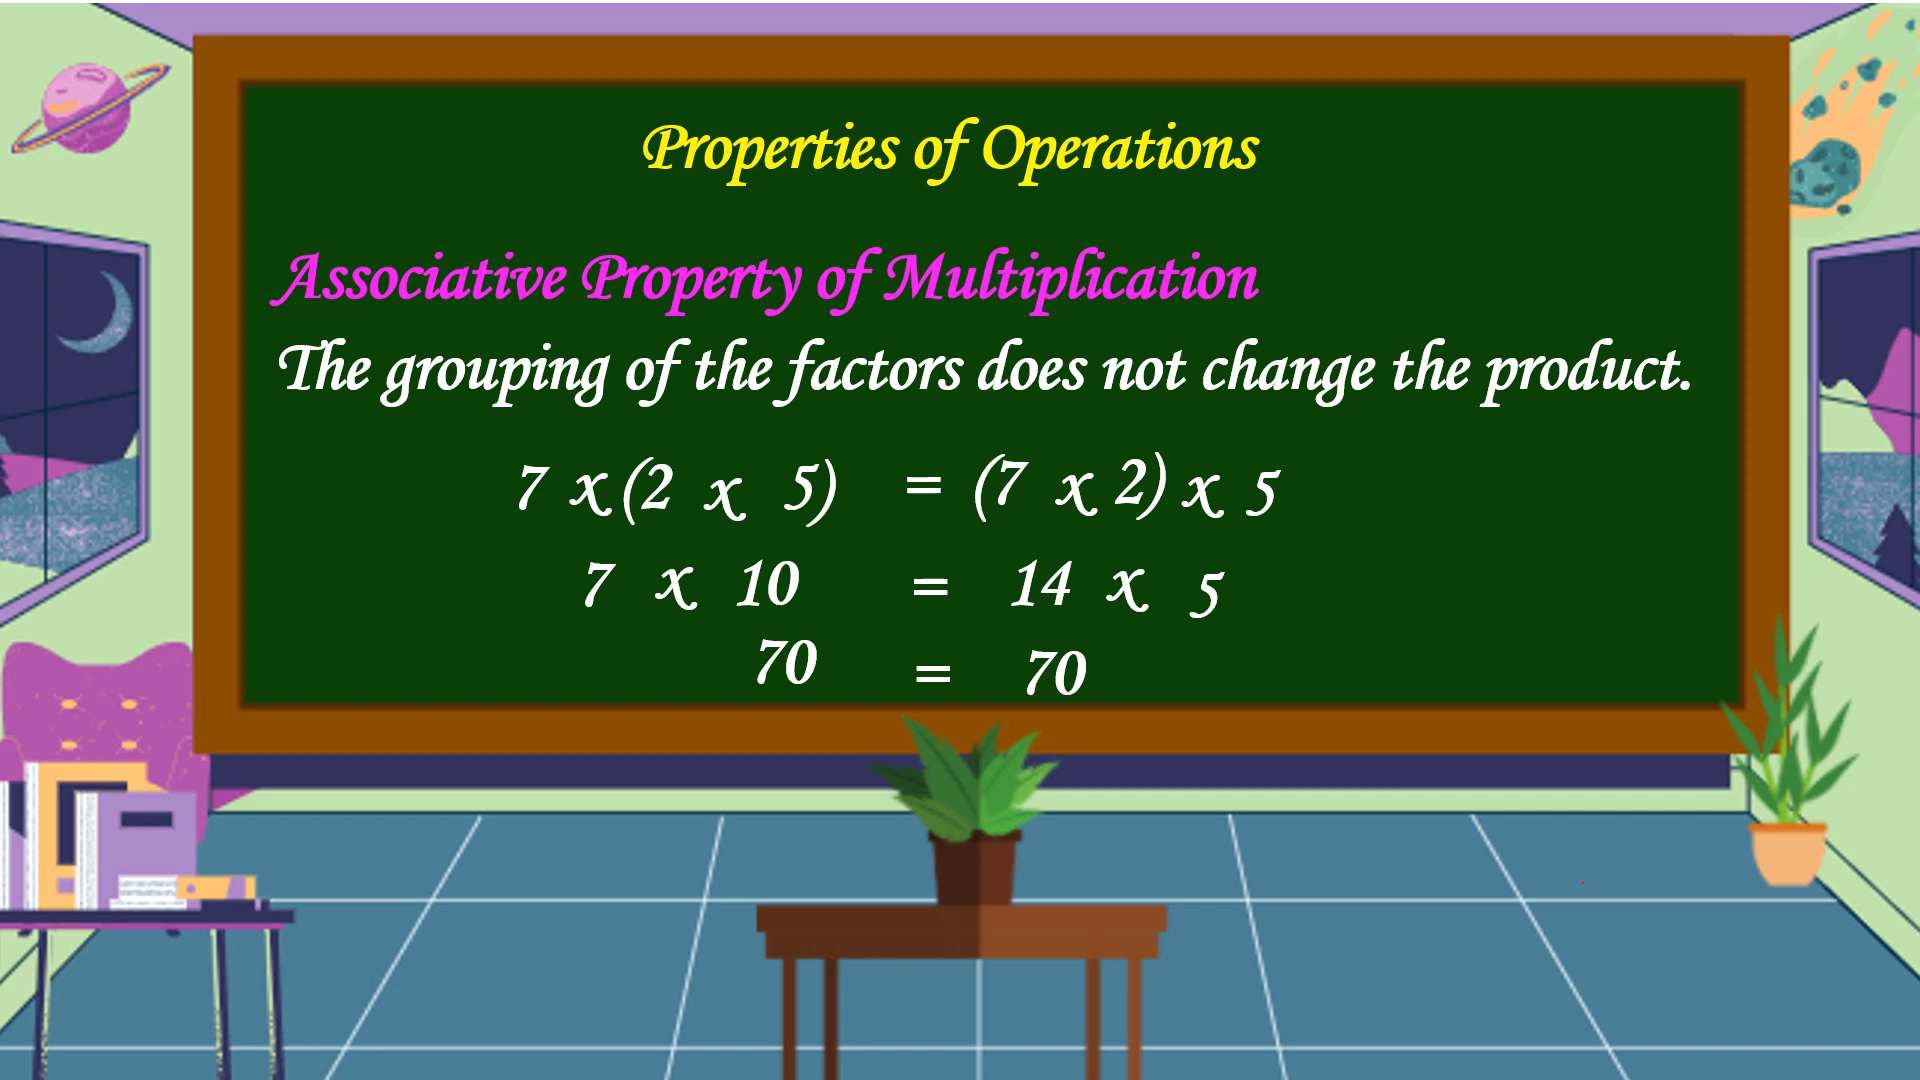 Properties of Operations
Associative Property of Multiplication
The grouping of the factors does not change the product.
7 x (2 x 5) = (7 x 2) x 5
7 x 10 = 14 x 5
70 = 70